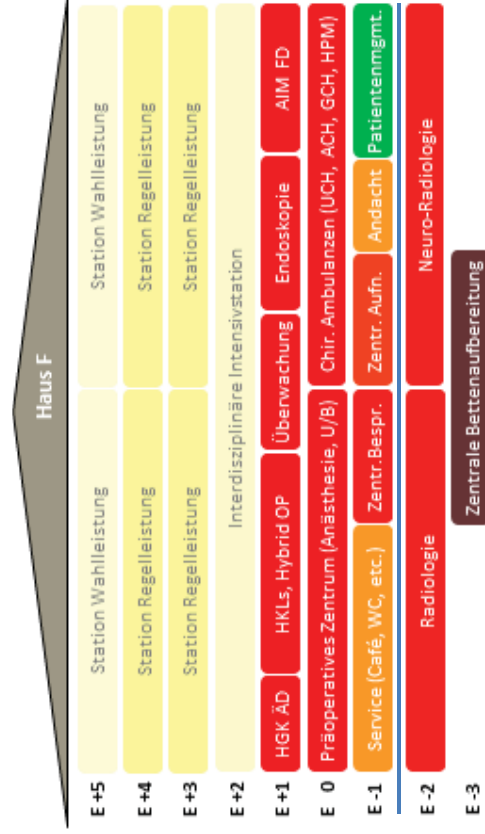 Haus F
E +5 Station Wahlleistung Station Wahlleistung
E +4 Station Regelleistung Station Regelleistung
E +3 Station Regelleistung Station Regelleistung
E +2 Interdisziplinäre Intensivstation
E +1 HGK ÄD HKLs, Hybrid OP Überwachung Endoskopie AIM FD
E 0 Präoperatives Zentrum (Anästhesie, U/B) Chir. Ambulanzen (UCH, ACH, GCH, HPM)
E -1 Service (Café, WC, etc.) Zentr.Bespr. Zentr. Aufn. Andacht Patientenmgmt.
E -2 Radiologie Neuro-Radiologie
E -3 Zentrale Bettenaufbereitung